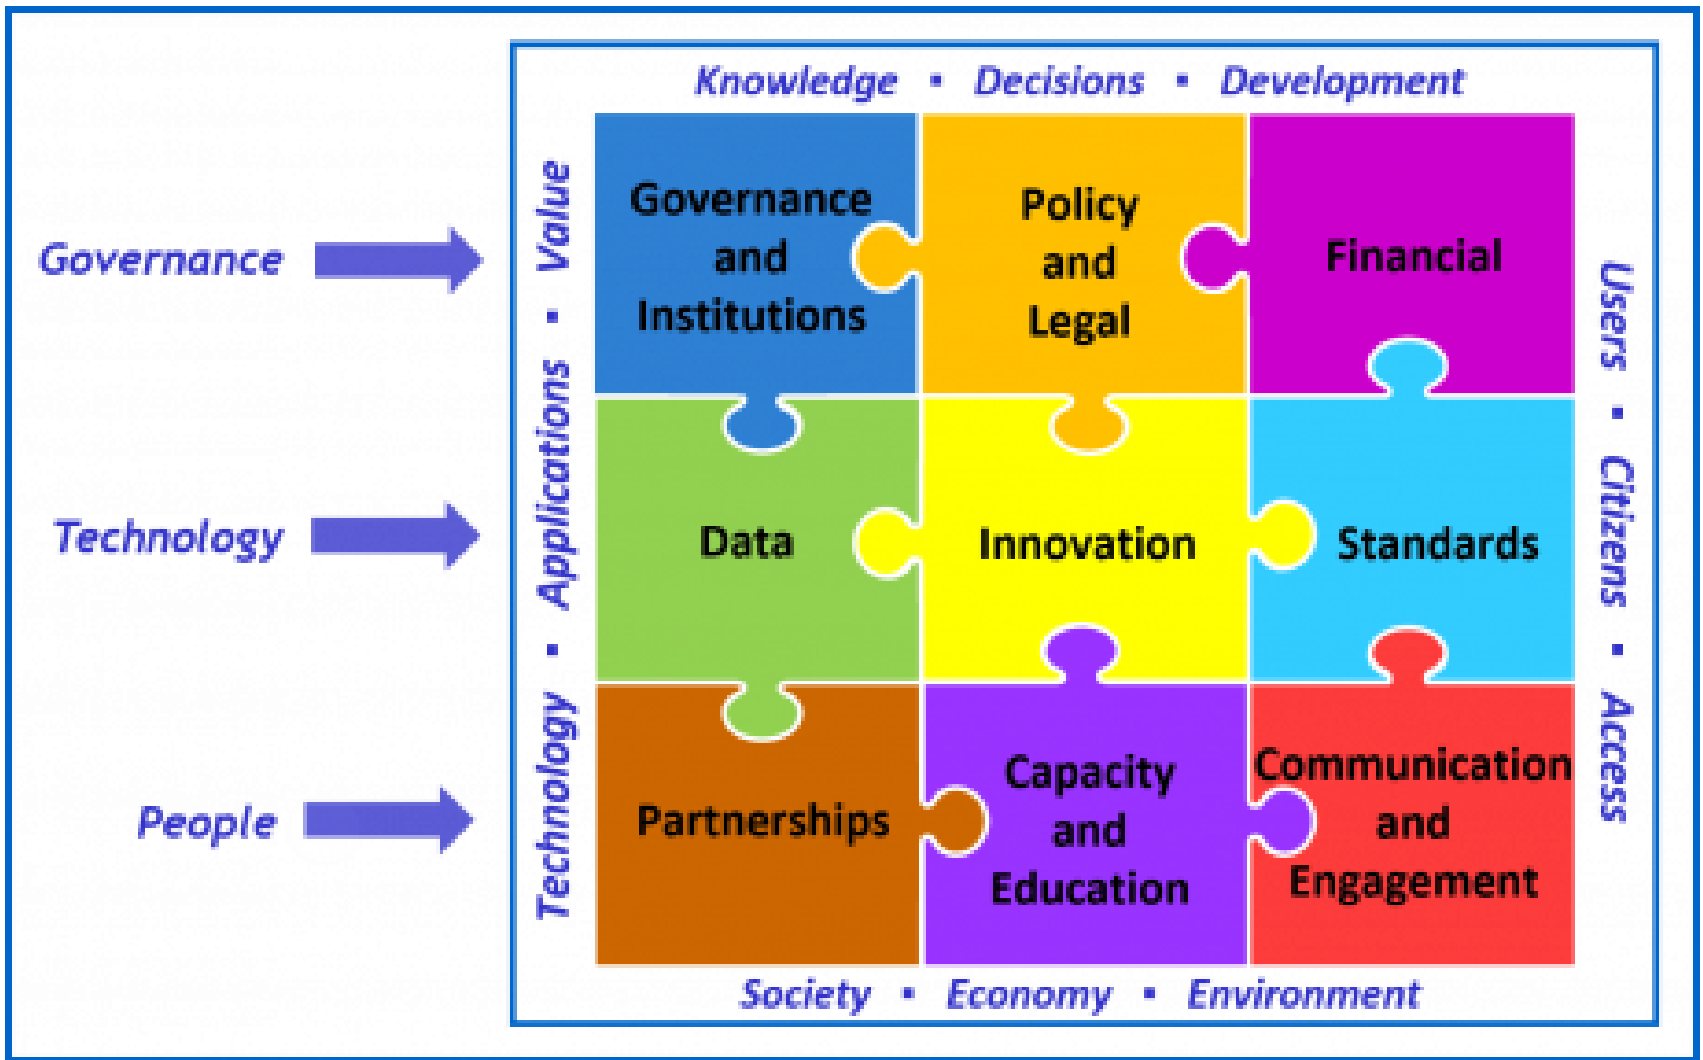 Knowledge ▪ Decisions ▪ Development
Governance
Technology ▪ Applications ▪ Value
Governance
and
Institutions
Policy
and
Legal
Financial
Users ▪ Citizens ▪ Access
Technology
Data
Innovation
Standards
People
Partnerships
Capacity
and
Education
Communication
and
Engagement
Society ▪ Economy ▪ Environment